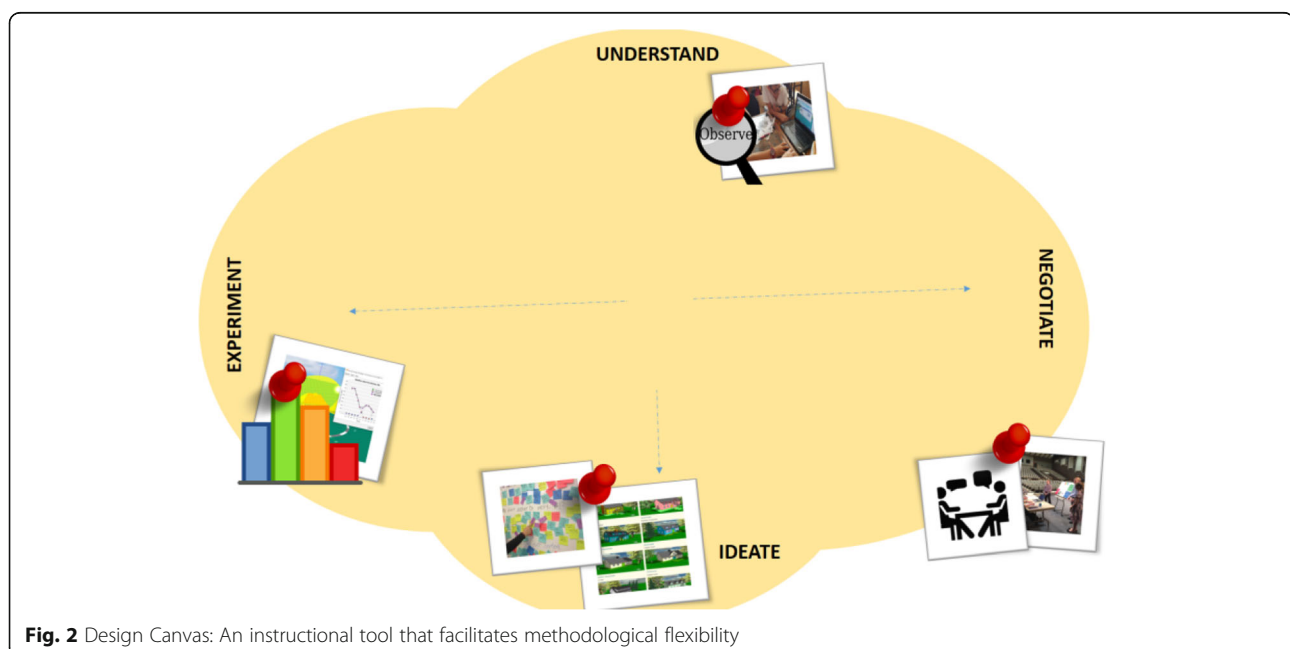 UNDERSTAND
Observe
EXPERIMENT
NEGOTIATE
IDEATE
Fig. 2 Design Canvas: An instructional tool that facilitates methodological flexibility